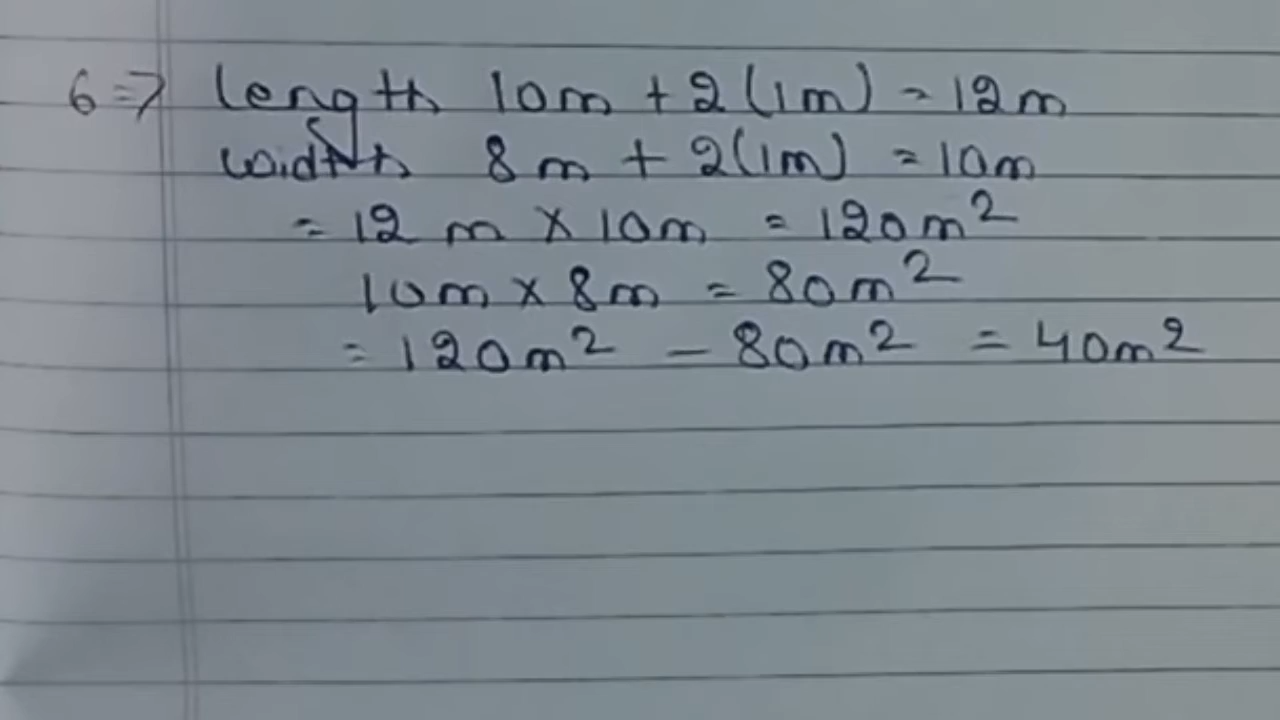 6 => length 10m + 2(1m) = 12m
width 8m + 2(1m) = 10m
= 12 m × 10m = 120m²
10m × 8m = 80m²
= 120m² - 80m² = 40m²